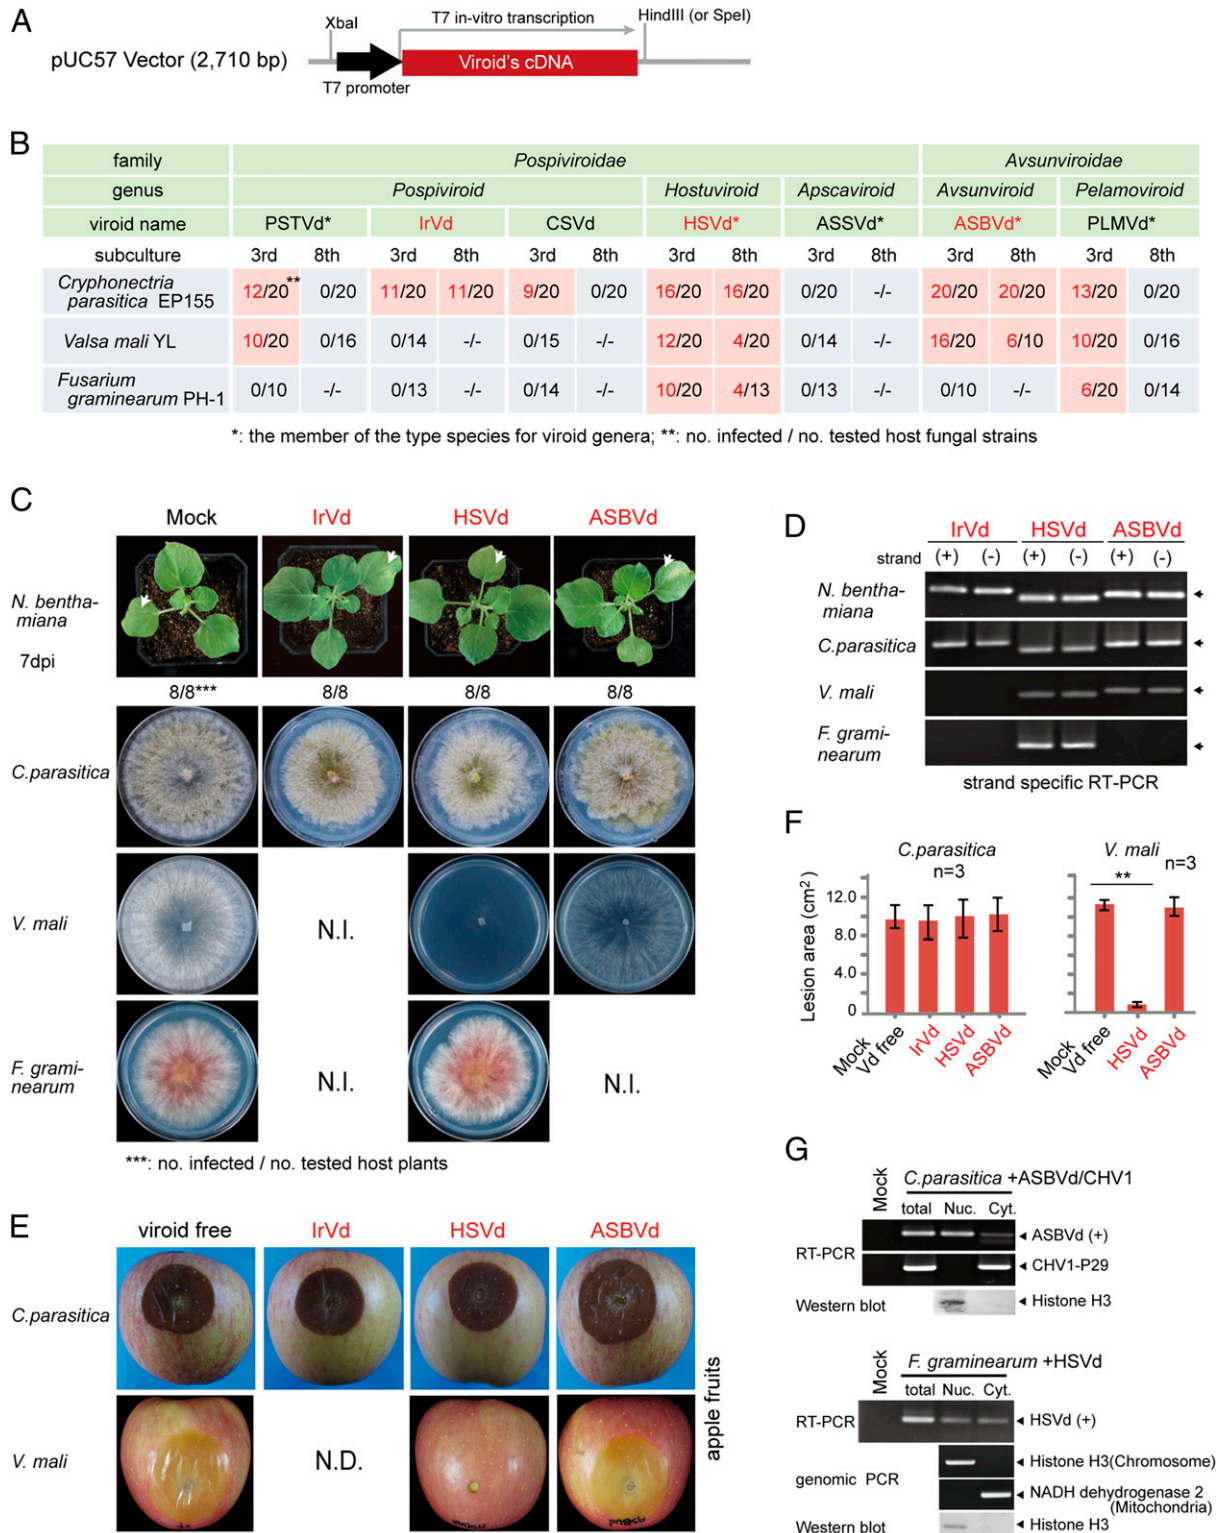 A
XbaI
T7 in-vitro transcription
HindIII (or SpeI)
pUC57 Vector (2,710 bp)
Viroid's cDNA
T7 promoter
B
family Pospiviroidae Avsunviroidae
genus Pospiviroid Hostuviroid Apscaviroid Avsunviroid Pelamoviroid
viroid name PSTVd* IrVd CSVd HSVd* ASSVd* ASBVd* PLMVd*
subculture 3rd 8th 3rd 8th 3rd 8th 3rd 8th 3rd 8th 3rd 8th 3rd 8th
Cryphonectria parasitica EP155 12/20** 0/20 11/20 11/20 9/20 0/20 16/20 16/20 0/20 -/- 20/20 20/20 13/20 0/20
Valsa mali YL 10/20 0/16 0/14 -/- 0/15 -/- 12/20 4/20 0/14 -/- 16/20 6/10 10/20 0/16
Fusarium graminearum PH-1 0/10 -/- 0/13 -/- 0/14 -/- 10/20 4/13 0/13 -/- 0/10 -/- 6/20 0/14
*: the member of the type species for viroid genera; **: no. infected / no. tested host fungal strains
C
Mock IrVd HSVd ASBVd
N. bentha-
miana
7dpi
8/8*** 8/8 8/8 8/8
C.parasitica
V. mali
N.I.
F. grami-
nearum
N.I.
N.I.
***: no. infected / no. tested host plants
D
IrVd HSVd ASBVd
strand (+) (-) (+) (-) (+) (-)
N. bentha-
miana
C.parasitica
V. mali
F. grami-
nearum
strand specific RT-PCR
E
viroid free IrVd HSVd ASBVd
C.parasitica
V. mali
N.D.
apple fruits
F
C.parasitica
n=3
V. mali
n=3
**
Lesion area (cm2)
12.0
8.0
4.0
0
Mock
Vd free
IrVd
HSVd
ASBVd
Mock
Vd free
HSVd
ASBVd
G
Mock
C.parasitica +ASBVd/CHV1
total Nuc. Cyt.
RT-PCR
ASBVd (+)
CHV1-P29
Western blot
Histone H3
Mock
F. graminearum +HSVd
total Nuc. Cyt.
RT-PCR
HSVd (+)
genomic PCR
Histone H3(Chromosome)
NADH dehydrogenase 2
(Mitochondria)
Western blot
Histone H3